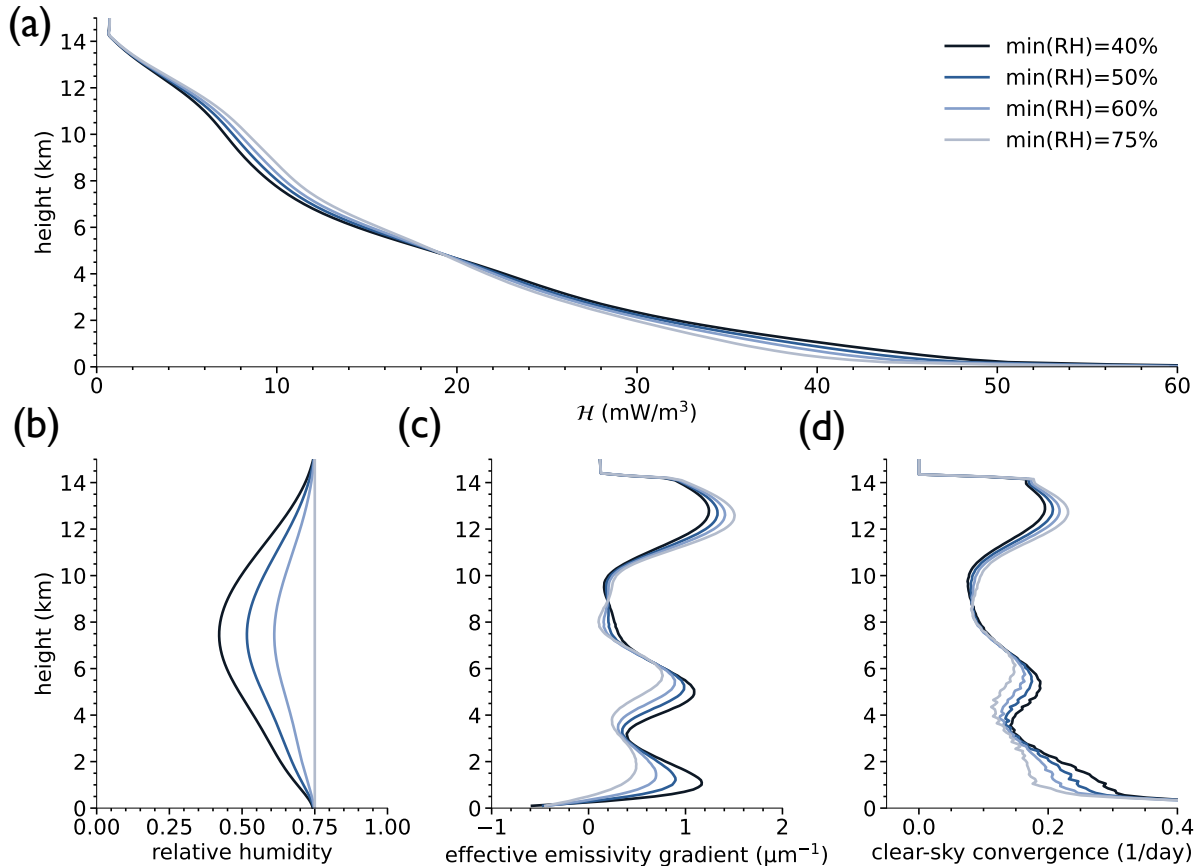 (a)
14
12
10
8
6
4
2
0
height (km)
0 10 20 30 40 50 60
ℋ (mW/m³)
min(RH)=40%
min(RH)=50%
min(RH)=60%
min(RH)=75%
(b)
14
12
10
8
6
4
2
0
height (km)
0.00 0.25 0.50 0.75 1.00
relative humidity
(c)
14
12
10
8
6
4
2
0
−1 0 1 2
effective emissivity gradient (μm⁻¹)
(d)
14
12
10
8
6
4
2
0
0.0 0.2 0.4
clear-sky convergence (1/day)